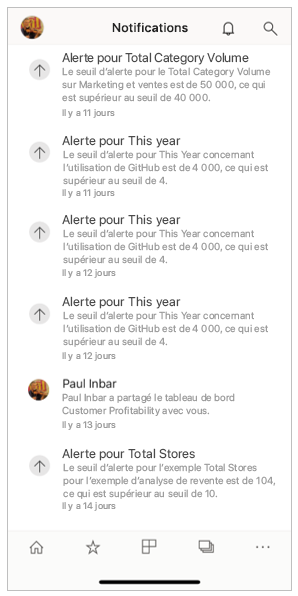 Notifications
Alerte pour Total Category Volume
Le seuil d'alerte pour le Total Category Volume
sur Marketing et ventes est de 50 000, ce qui
est supérieur au seuil de 40 000.
Il y a 11 jours
Alerte pour This year
Le seuil d'alerte pour This Year concernant
l'utilisation de GitHub est de 4 000, ce qui est
supérieur au seuil de 4.
Il y a 11 jours
Alerte pour This year
Le seuil d'alerte pour This Year concernant
l'utilisation de GitHub est de 4 000, ce qui est
supérieur au seuil de 4.
Il y a 12 jours
Alerte pour This year
Le seuil d'alerte pour This Year concernant
l'utilisation de GitHub est de 4 000, ce qui est
supérieur au seuil de 4.
Il y a 12 jours
Paul Inbar
Paul Inbar a partagé le tableau de bord
Customer Profitability avec vous.
Il y a 13 jours
Alerte pour Total Stores
Le seuil d'alerte pour l'exemple Total Stores
pour l'exemple d'analyse de revente est de 104,
ce qui est supérieur au seuil de 10.
Il y a 14 jours